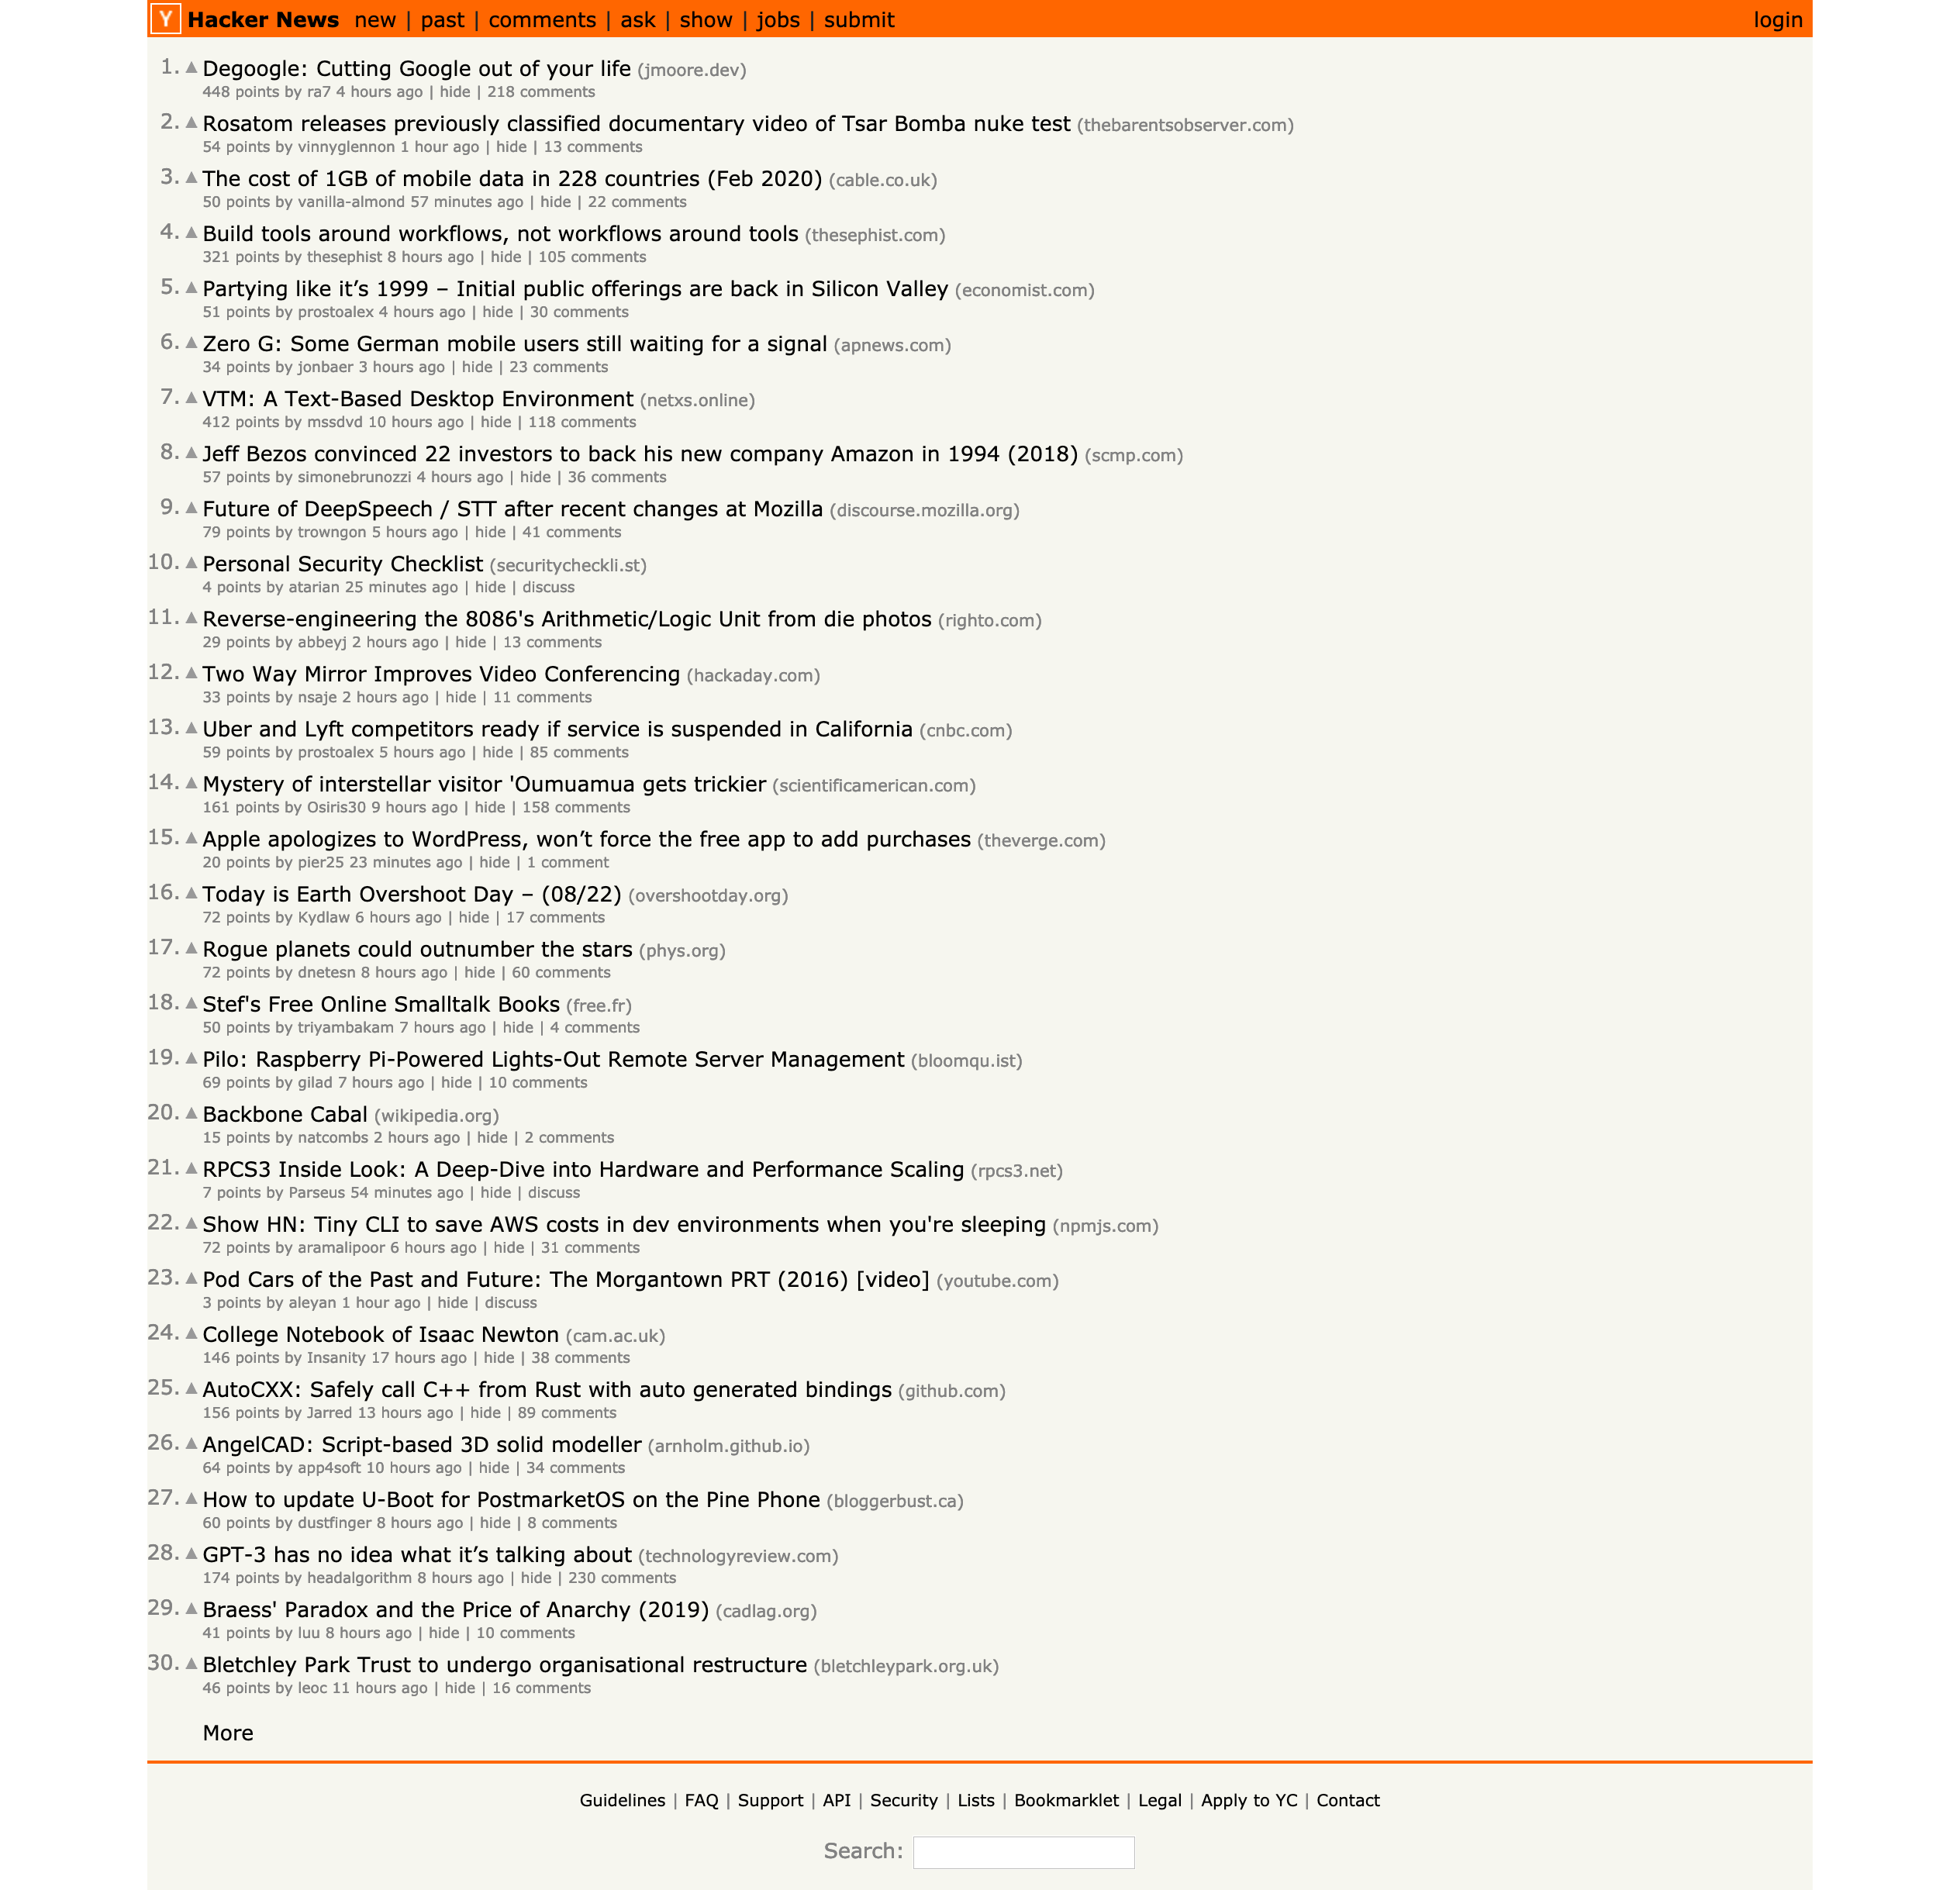 Y Hacker News new | past | comments | ask | show | jobs | submit login
1. ▲ Degoogle: Cutting Google out of your life (jmoore.dev)
448 points by ra7 4 hours ago | hide | 218 comments
2. ▲ Rosatom releases previously classified documentary video of Tsar Bomba nuke test (thebarentsobserver.com)
54 points by vinnyglennon 1 hour ago | hide | 13 comments
3. ▲ The cost of 1GB of mobile data in 228 countries (Feb 2020) (cable.co.uk)
50 points by vanilla-almond 57 minutes ago | hide | 22 comments
4. ▲ Build tools around workflows, not workflows around tools (thesephist.com)
321 points by thesephist 8 hours ago | hide | 105 comments
5. ▲ Partying like it’s 1999 – Initial public offerings are back in Silicon Valley (economist.com)
51 points by prostoalex 4 hours ago | hide | 30 comments
6. ▲ Zero G: Some German mobile users still waiting for a signal (apnews.com)
34 points by jonbaer 3 hours ago | hide | 23 comments
7. ▲ VTM: A Text-Based Desktop Environment (netxs.online)
412 points by mssdvd 10 hours ago | hide | 118 comments
8. ▲ Jeff Bezos convinced 22 investors to back his new company Amazon in 1994 (2018) (scmp.com)
57 points by simonebrunozzi 4 hours ago | hide | 36 comments
9. ▲ Future of DeepSpeech / STT after recent changes at Mozilla (discourse.mozilla.org)
79 points by trowngon 5 hours ago | hide | 41 comments
10. ▲ Personal Security Checklist (securitycheckli.st)
4 points by atarian 25 minutes ago | hide | discuss
11. ▲ Reverse-engineering the 8086's Arithmetic/Logic Unit from die photos (righto.com)
29 points by abbeyj 2 hours ago | hide | 13 comments
12. ▲ Two Way Mirror Improves Video Conferencing (hackaday.com)
33 points by nsaje 2 hours ago | hide | 11 comments
13. ▲ Uber and Lyft competitors ready if service is suspended in California (cnbc.com)
59 points by prostoalex 5 hours ago | hide | 85 comments
14. ▲ Mystery of interstellar visitor 'Oumuamua gets trickier (scientificamerican.com)
161 points by Osiris30 9 hours ago | hide | 158 comments
15. ▲ Apple apologizes to WordPress, won’t force the free app to add purchases (theverge.com)
20 points by pier25 23 minutes ago | hide | 1 comment
16. ▲ Today is Earth Overshoot Day – (08/22) (overshootday.org)
72 points by Kydlaw 6 hours ago | hide | 17 comments
17. ▲ Rogue planets could outnumber the stars (phys.org)
72 points by dnetesn 8 hours ago | hide | 60 comments
18. ▲ Stef's Free Online Smalltalk Books (free.fr)
50 points by triyambakam 7 hours ago | hide | 4 comments
19. ▲ Pilo: Raspberry Pi-Powered Lights-Out Remote Server Management (bloomqu.ist)
69 points by gilad 7 hours ago | hide | 10 comments
20. ▲ Backbone Cabal (wikipedia.org)
15 points by natcombs 2 hours ago | hide | 2 comments
21. ▲ RPCS3 Inside Look: A Deep-Dive into Hardware and Performance Scaling (rpcs3.net)
7 points by Parseus 54 minutes ago | hide | discuss
22. ▲ Show HN: Tiny CLI to save AWS costs in dev environments when you're sleeping (npmjs.com)
72 points by aramalipoor 6 hours ago | hide | 31 comments
23. ▲ Pod Cars of the Past and Future: The Morgantown PRT (2016) [video] (youtube.com)
3 points by aleyan 1 hour ago | hide | discuss
24. ▲ College Notebook of Isaac Newton (cam.ac.uk)
146 points by Insanity 17 hours ago | hide | 38 comments
25. ▲ AutoCXX: Safely call C++ from Rust with auto generated bindings (github.com)
156 points by Jarred 13 hours ago | hide | 89 comments
26. ▲ AngelCAD: Script-based 3D solid modeller (arnholm.github.io)
64 points by app4soft 10 hours ago | hide | 34 comments
27. ▲ How to update U-Boot for PostmarketOS on the Pine Phone (bloggerbust.ca)
60 points by dustfinger 8 hours ago | hide | 8 comments
28. ▲ GPT-3 has no idea what it’s talking about (technologyreview.com)
174 points by headalgorithm 8 hours ago | hide | 230 comments
29. ▲ Braess' Paradox and the Price of Anarchy (2019) (cadlag.org)
41 points by luu 8 hours ago | hide | 10 comments
30. ▲ Bletchley Park Trust to undergo organisational restructure (bletchleypark.org.uk)
46 points by leoc 11 hours ago | hide | 16 comments
More
Guidelines | FAQ | Support | API | Security | Lists | Bookmarklet | Legal | Apply to YC | Contact
Search: